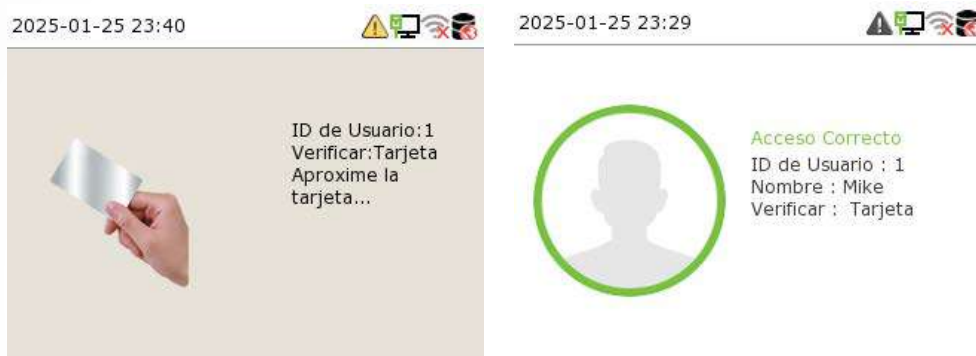 2025-01-25 23:40
ID de Usuario:1
Verificar:Tarjeta
Aproxime la
tarjeta...
2025-01-25 23:29
Acceso Correcto
ID de Usuario : 1
Nombre : Mike
Verificar : Tarjeta